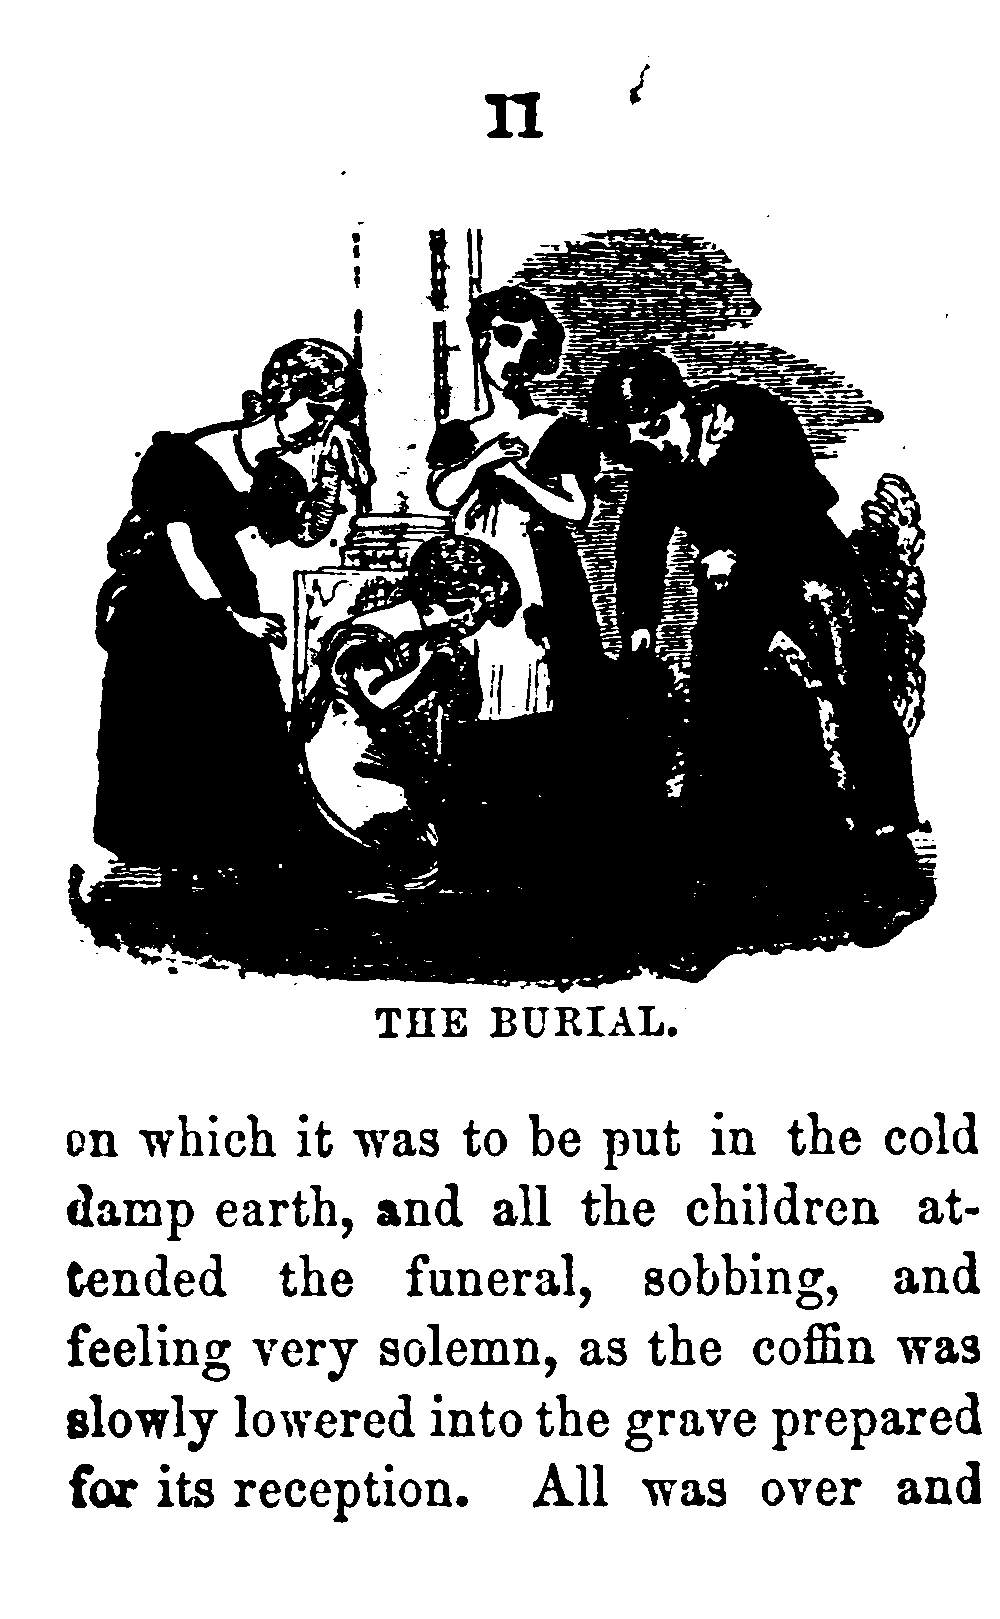 11
THE BURIAL.
on which it was to be put in the cold
damp earth, and all the children at-
tended the funeral, sobbing, and
feeling very solemn, as the coffin was
slowly lowered into the grave prepared
for its reception. All was over and